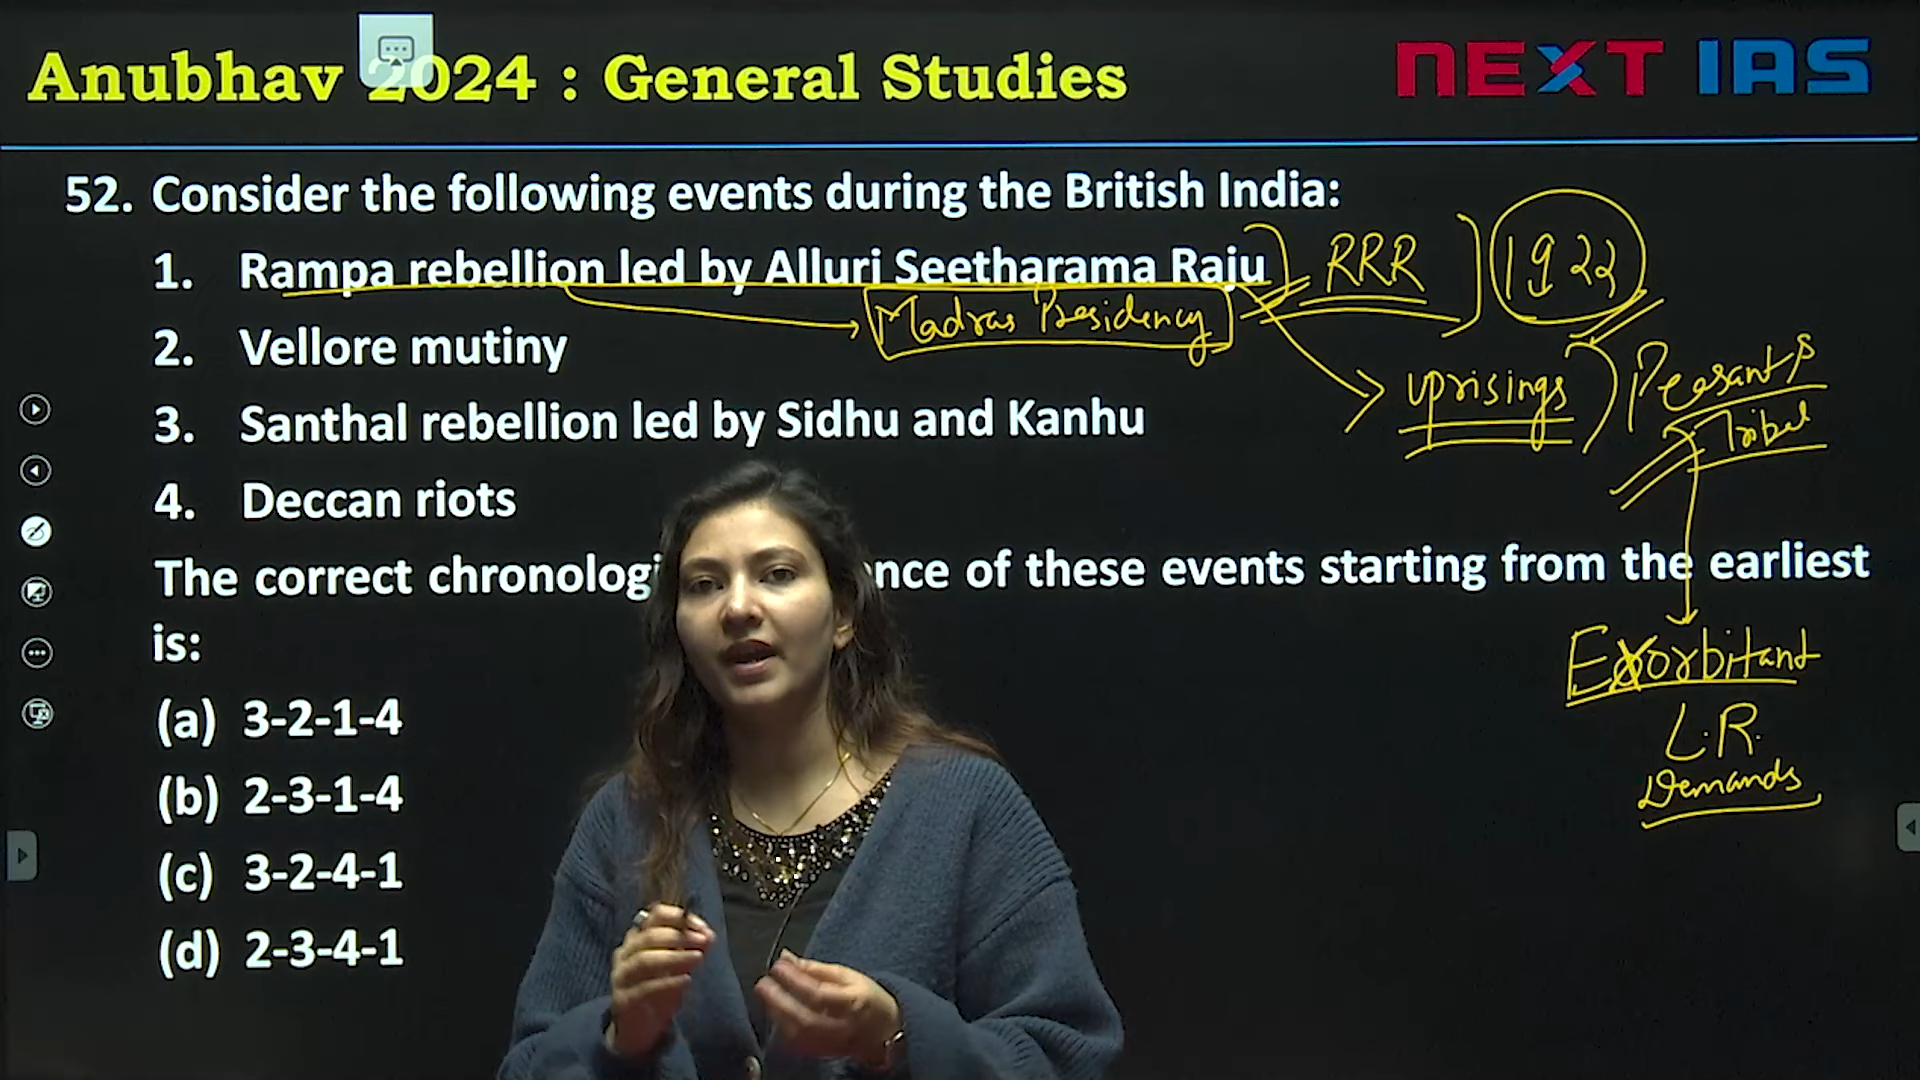 Anubhav 2024 : General Studies
NEXT IAS
52. Consider the following events during the British India:
1. Rampa rebellion led by Alluri Seetharama Raju
RRR
1922
Madras Presidency
2. Vellore mutiny
uprisings
Peasants
Tribal
3. Santhal rebellion led by Sidhu and Kanhu
4. Deccan riots
The correct chronologi nce of these events starting from the earliest
is:
Exorbitant
L.R.
Demands
(a) 3-2-1-4
(b) 2-3-1-4
(c) 3-2-4-1
(d) 2-3-4-1